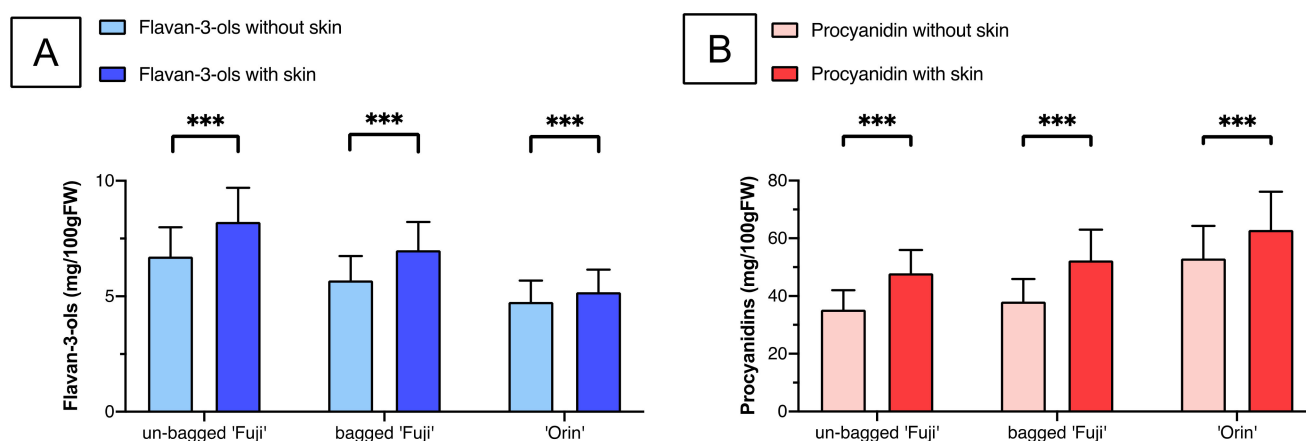 A
Flavan-3-ols without skin
Flavan-3-ols with skin
*** *** ***
Flavan-3-ols (mg/100gFW)
10
5
0
un-bagged 'Fuji' bagged 'Fuji' 'Orin'
B
Procyanidin without skin
Procyanidin with skin
*** *** ***
Procyanidins (mg/100gFW)
80
60
40
20
0
un-bagged 'Fuji' bagged 'Fuji' 'Orin'